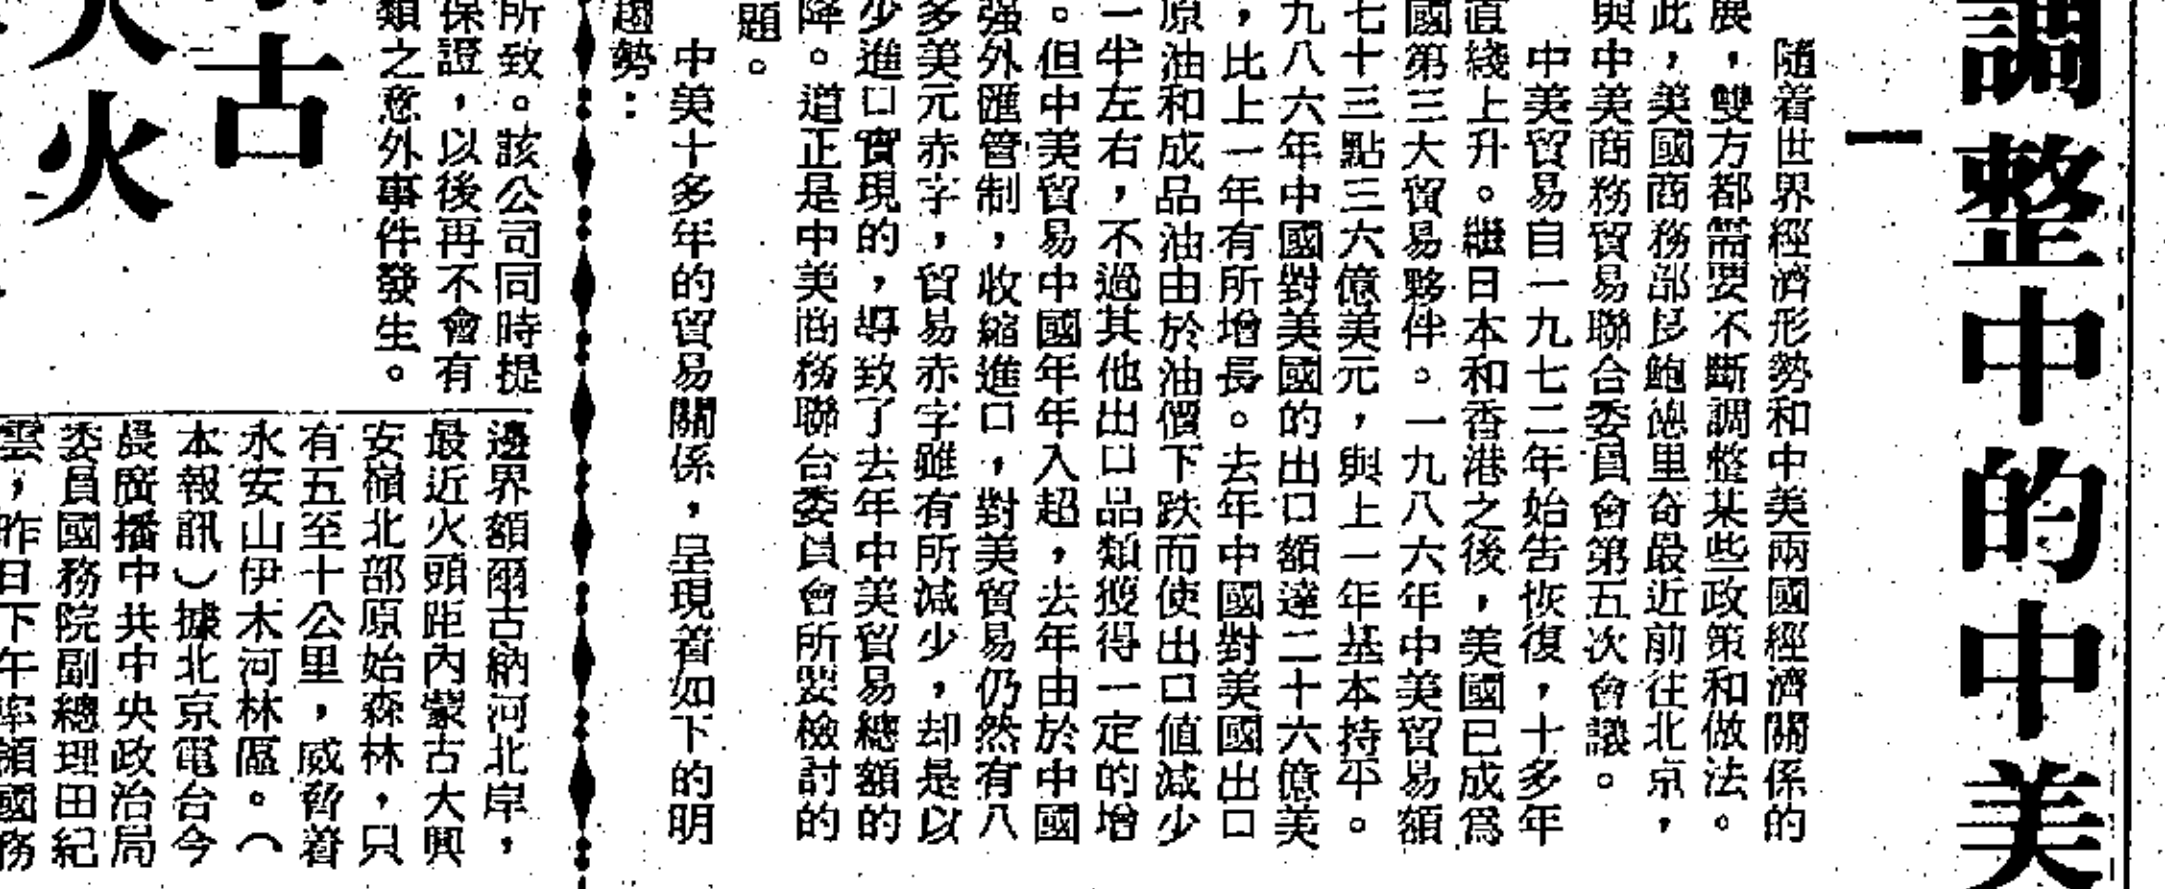 調整中的中美
一
隨着世界經濟形勢和中美兩國經濟關係的
展，雙方都需要不斷調整某些政策和做法。
此，美國商務部長鮑德里奇最近前往北京，
與中美商務貿易聯合委員會第五次會議。
中美貿易自一九七二年始告恢復，十多年
直綫上升。繼日本和香港之後，美國已成爲
國第三大貿易夥伴。一九八六年中美貿易額
七十三點三六億美元，與上一年基本持平。
九八六年中國對美國的出口額達二十六億美
，比上一年有所增長。去年中國對美國出口
原油和成品油由於油價下跌而使出口值減少
一半左右，不過其他出口品類獲得一定的增
。但中美貿易中國年年入超，去年由於中國
强外匯管制，收縮進口，對美貿易仍然有八
多美元赤字，貿易赤字雖有所減少，却是以
少進口實現的，導致了去年中美貿易總額的
降。這正是中美商務聯合委員會所要檢討的
題。
中美十多年的貿易關係，呈現着如下的明
趨勢：
古
火
所致。該公司同時提
保證，以後再不會有
類之意外事件發生。
邊界額爾古納河北岸，
最近火頭距內蒙古大興
安嶺北部原始森林，只
有五至十公里，威脅着
永安山伊木河林區。（
本報訊）據北京電台今
晨廣播中共中央政治局
委員國務院副總理田紀
雲，昨日下午率領國務